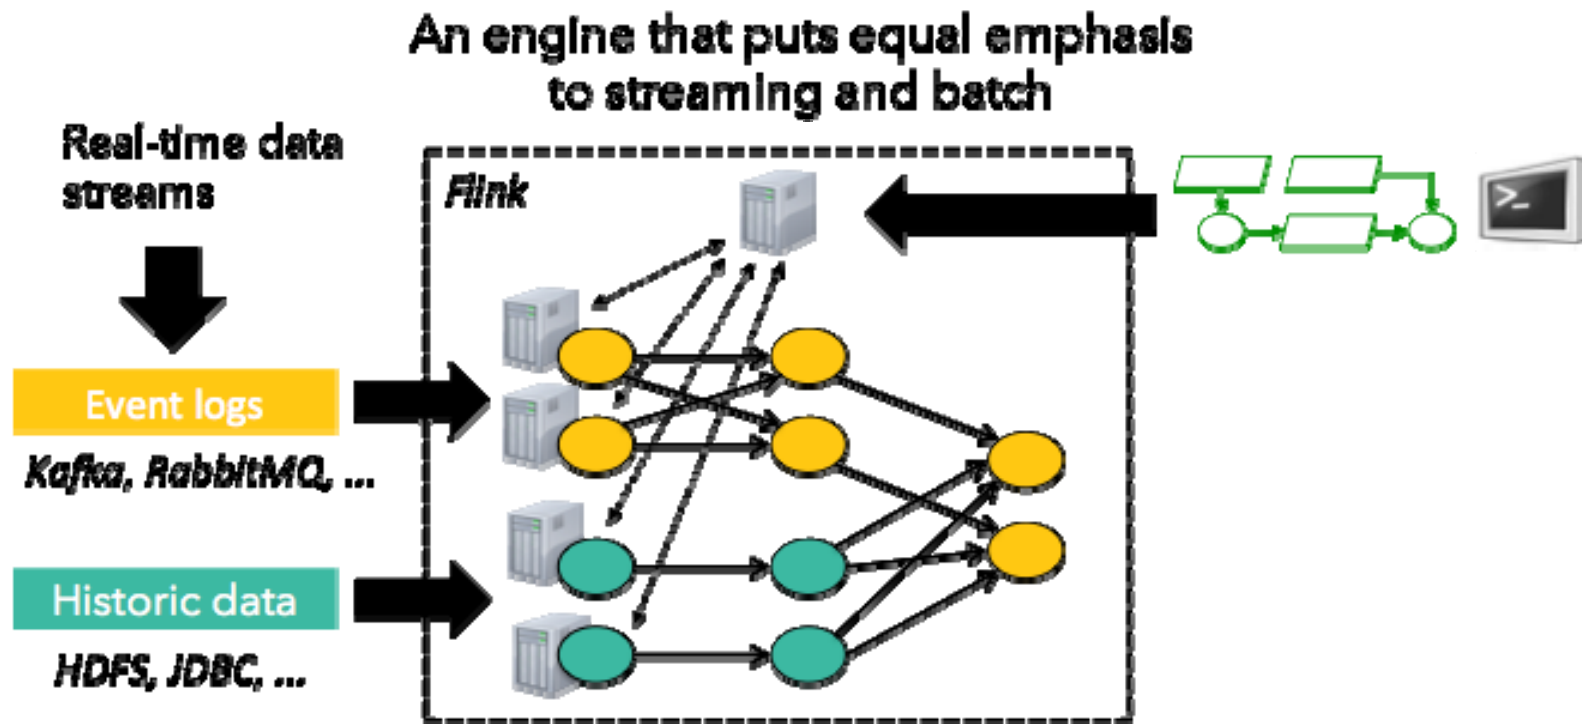 An engine that puts equal emphasis
to streaming and batch
Real-time data
streams
Flink
>_
Event logs
Kafka, RabbitMQ, ...
Historic data
HDFS, JDBC, ...